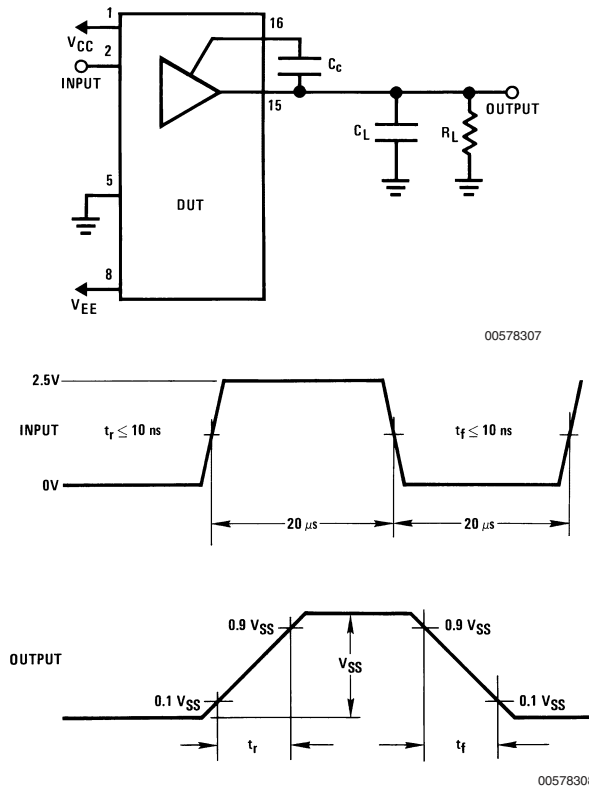 1
16
VCC
2
INPUT
Cc
15
OUTPUT
CL
RL
5
DUT
8
VEE
00578307
2.5V
INPUT
tr ≤ 10 ns
tf ≤ 10 ns
0V
20 μs
20 μs
0.9 VSS
0.9 VSS
OUTPUT
VSS
0.1 VSS
0.1 VSS
tr
tf
00578308